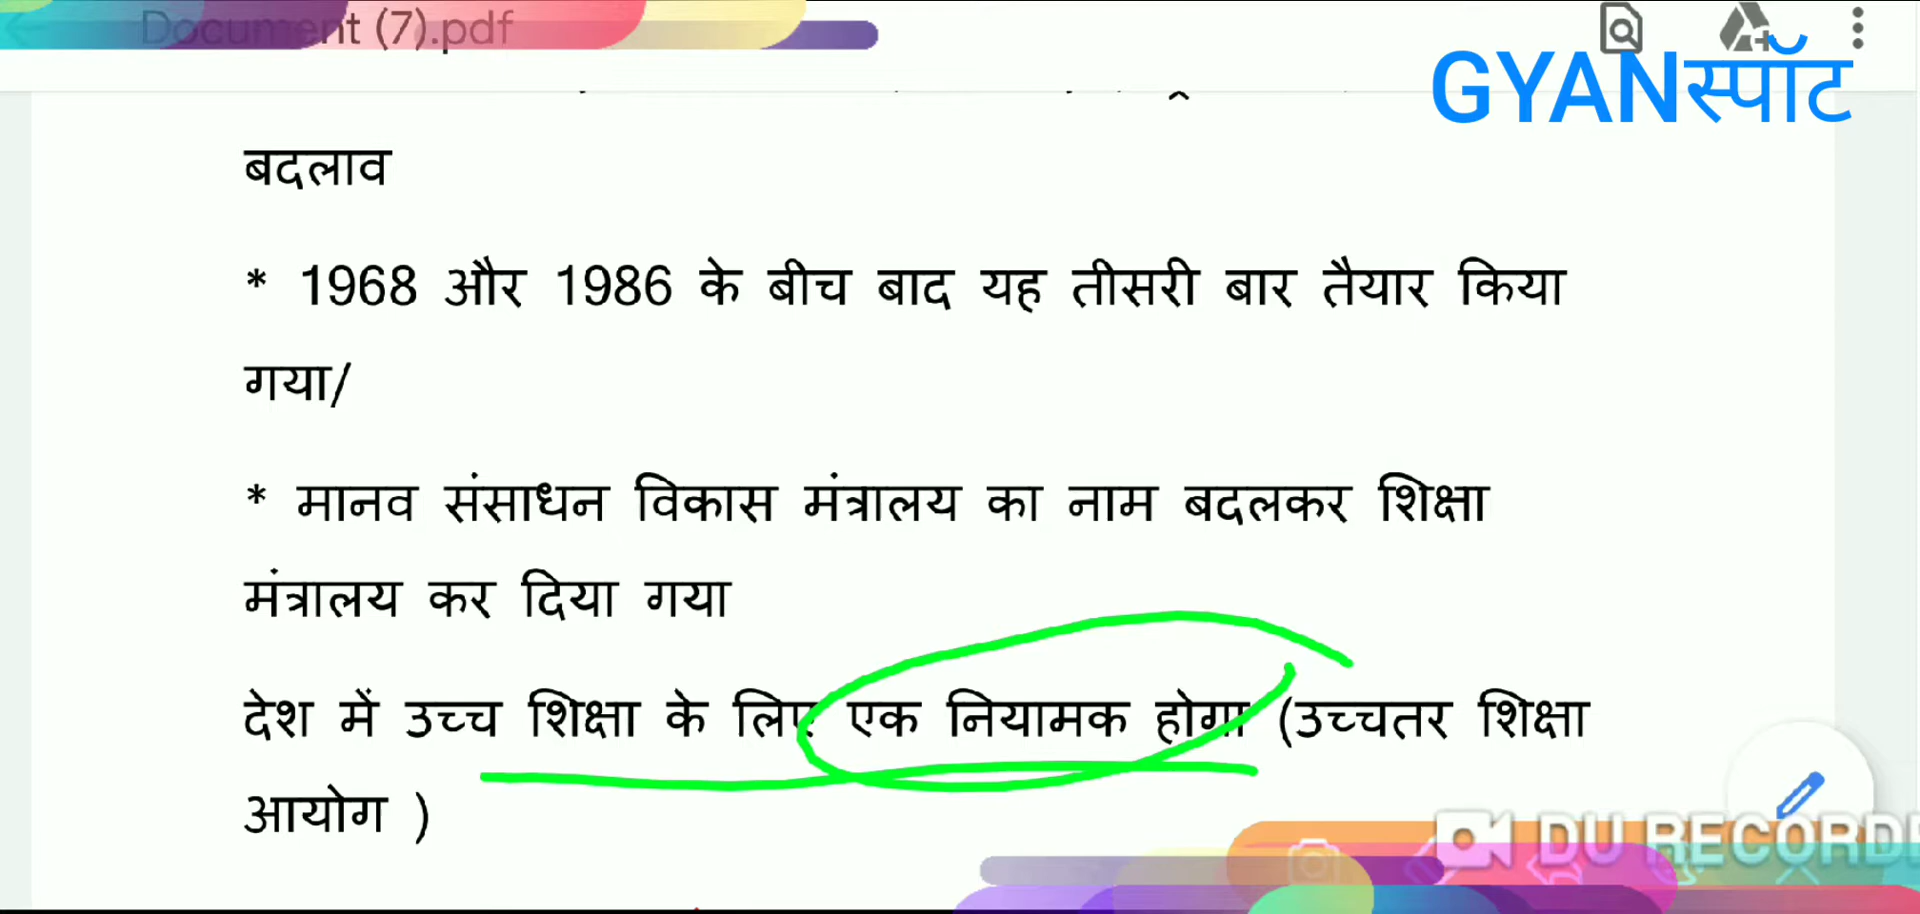 Document (7).pdf
GYANस्पॉट
बदलाव
* 1968 और 1986 के बीच बाद यह तीसरी बार तैयार किया
गया/
* मानव संसाधन विकास मंत्रालय का नाम बदलकर शिक्षा
मंत्रालय कर दिया गया
देश में उच्च शिक्षा के लिए एक नियामक होगा (उच्चतर शिक्षा
आयोग )
DU RECORDE